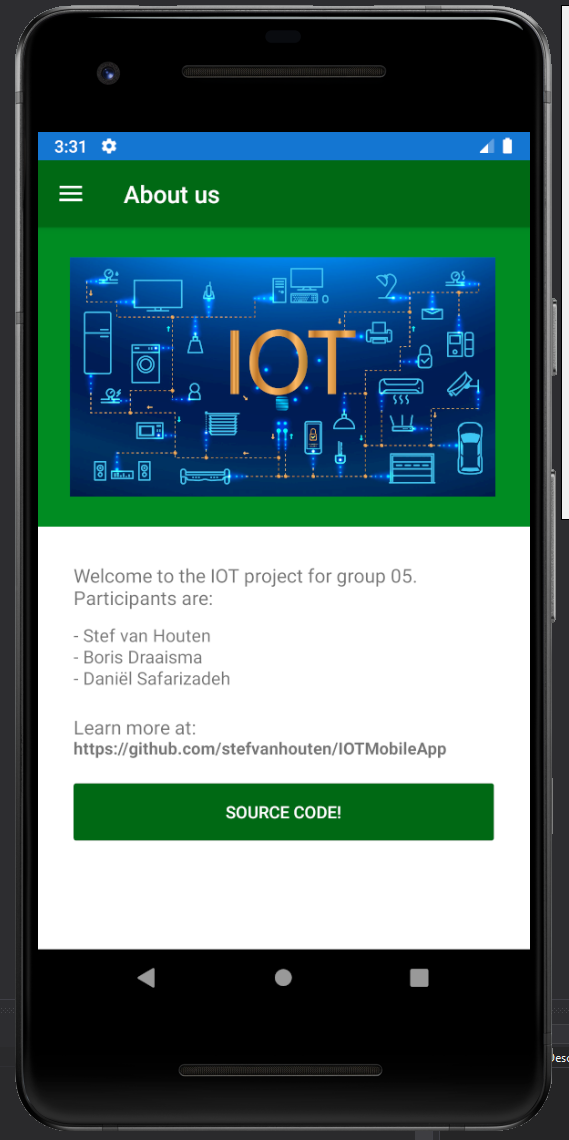 3:31
About us
IOT
Welcome to the IOT project for group 05.
Participants are:
- Stef van Houten
- Boris Draaisma
- Daniël Safarizadeh
Learn more at:
https://github.com/stefvanhouten/IOTMobileApp
SOURCE CODE!